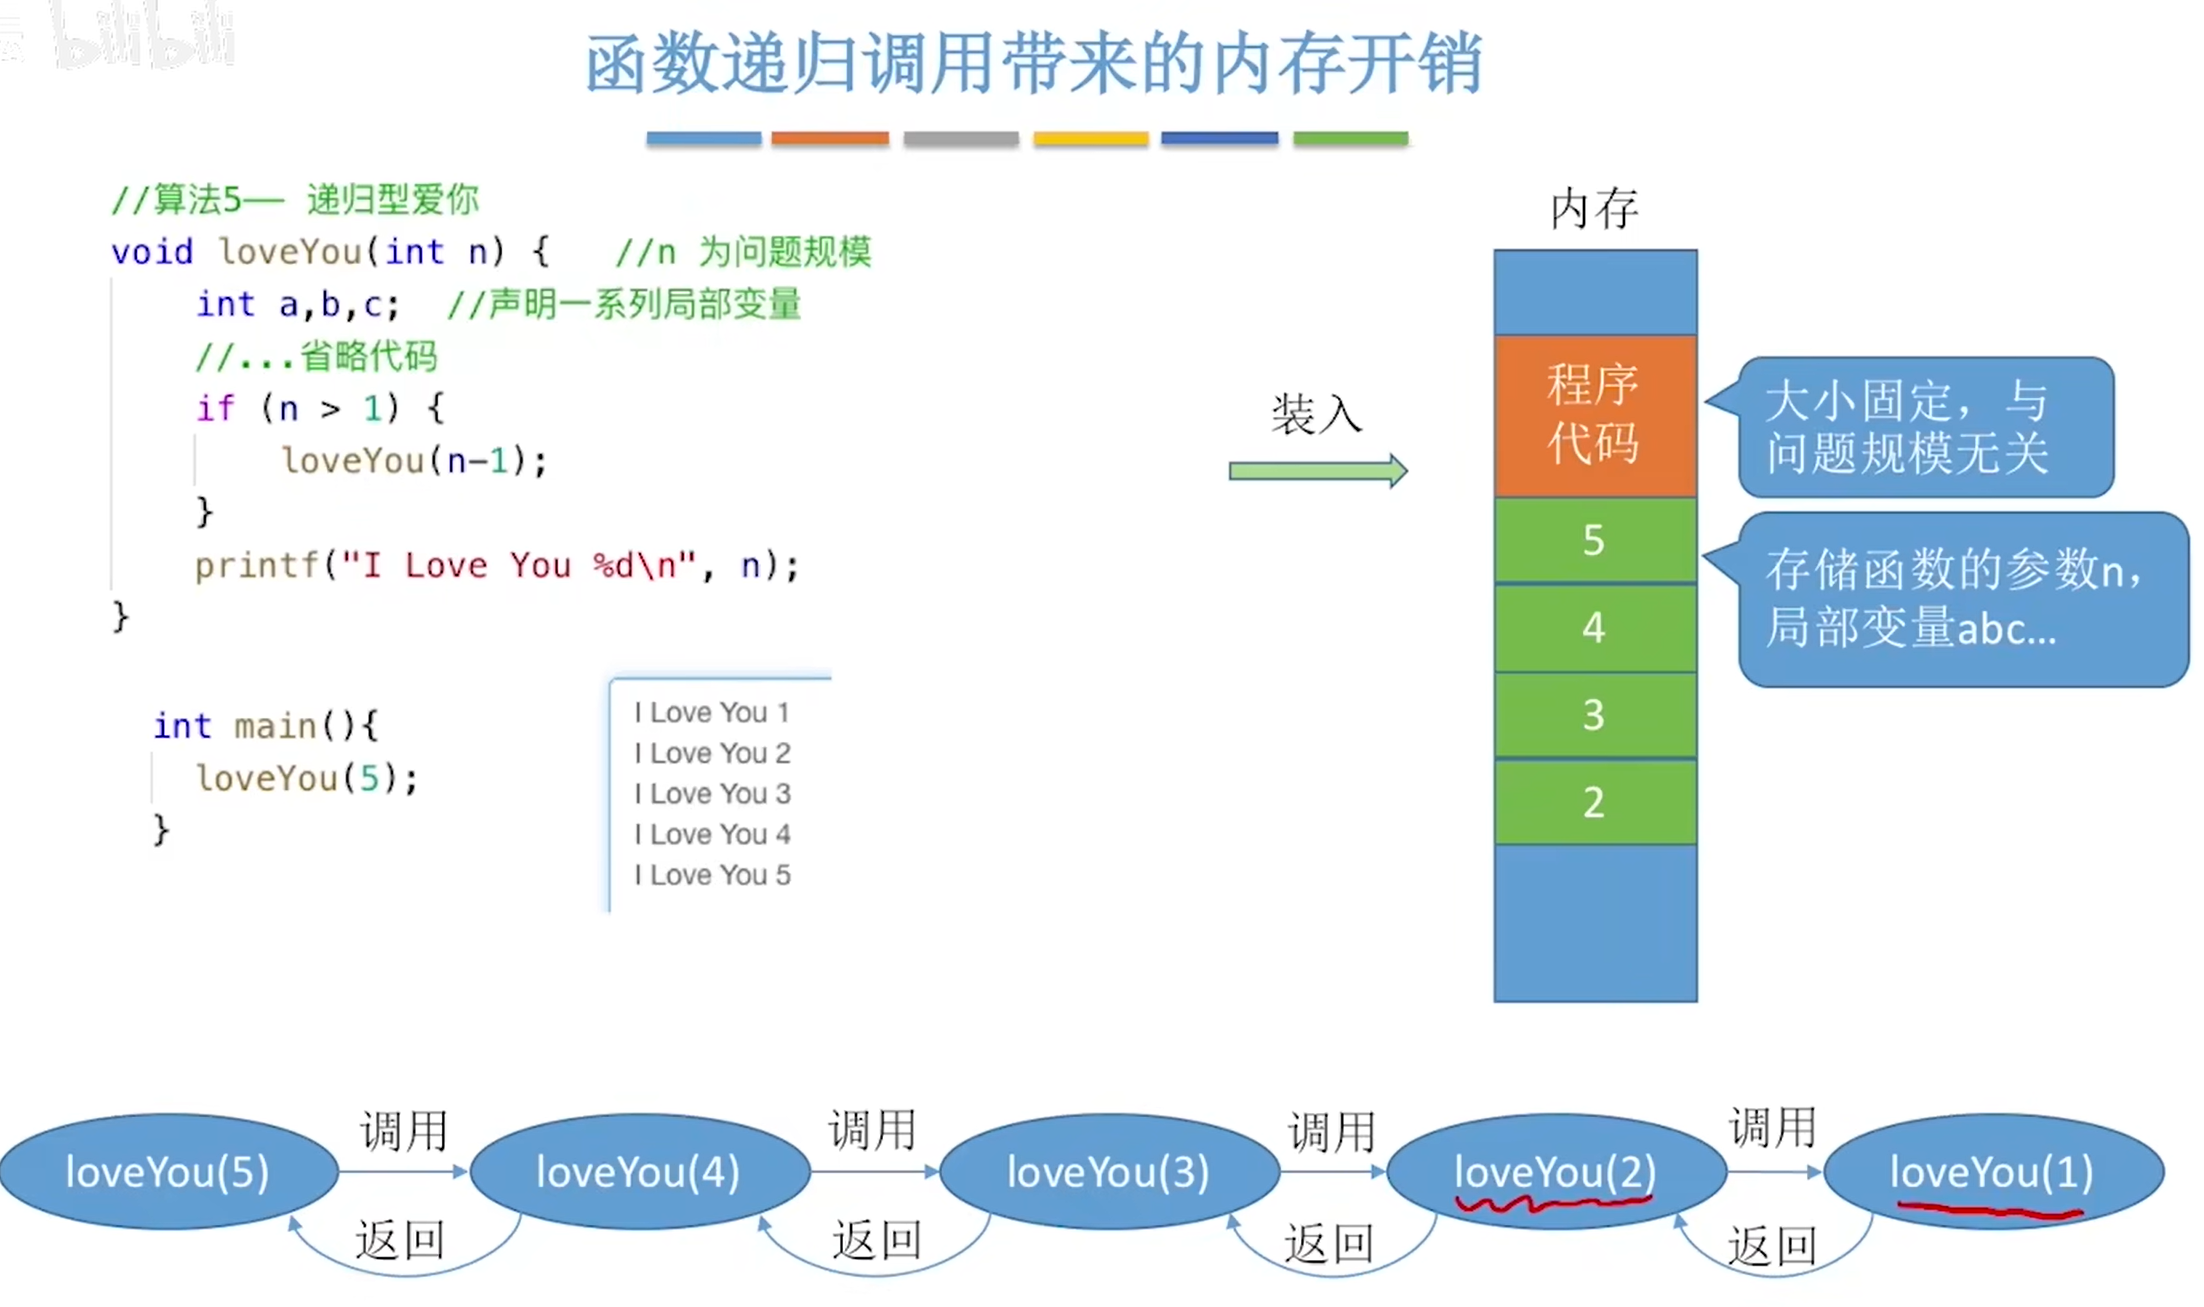 bilibili
函数递归调用带来的内存开销
//算法5—— 递归型爱你
void loveYou(int n) {   //n 为问题规模
    int a,b,c;  //声明一系列局部变量
    //...省略代码
    if (n > 1) {
        loveYou(n-1);
    }
    printf("I Love You %d\n", n);
}
int main(){
  loveYou(5);
}
I Love You 1
I Love You 2
I Love You 3
I Love You 4
I Love You 5
装入
内存
程序
代码
5
4
3
2
大小固定，与
问题规模无关
存储函数的参数n，
局部变量abc...
loveYou(5)
调用
返回
loveYou(4)
调用
返回
loveYou(3)
调用
返回
loveYou(2)
调用
返回
loveYou(1)